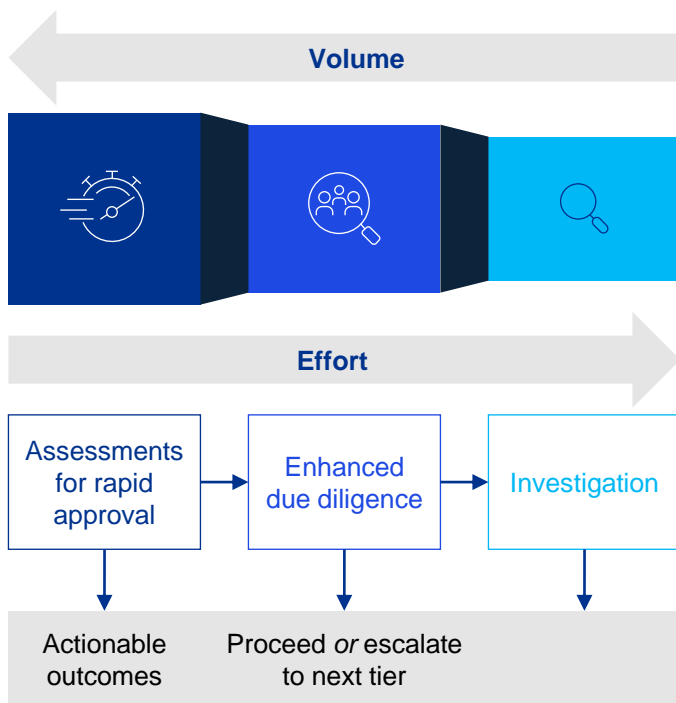 Volume
Effort
Assessments
for rapid
approval
Enhanced
due diligence
Investigation
Actionable
outcomes
Proceed or escalate
to next tier